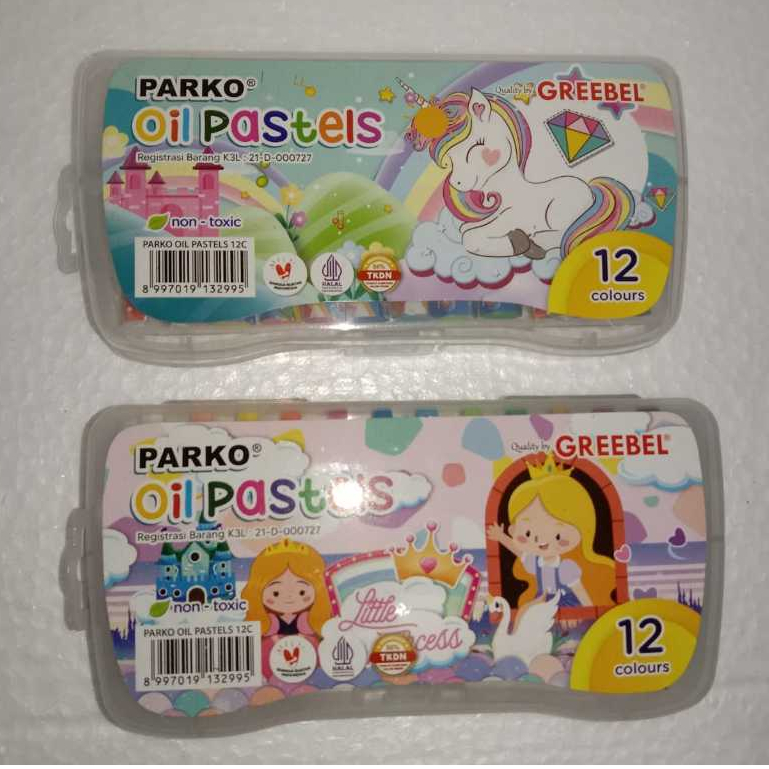 PARKO®
Quality by GREEBEL®
Oil Pastels
Registrasi Barang K3L : 21-D-000727
non - toxic
PARKO OIL PASTELS 12C
8 997019 132995
HALAL
TKDN
12
colours
PARKO®
Quality by GREEBEL®
Oil Pastels
Registrasi Barang K3L : 21-D-000727
Little
cess
non - toxic
PARKO OIL PASTELS 12C
8 997019 132995
HALAL
TKDN
12
colours